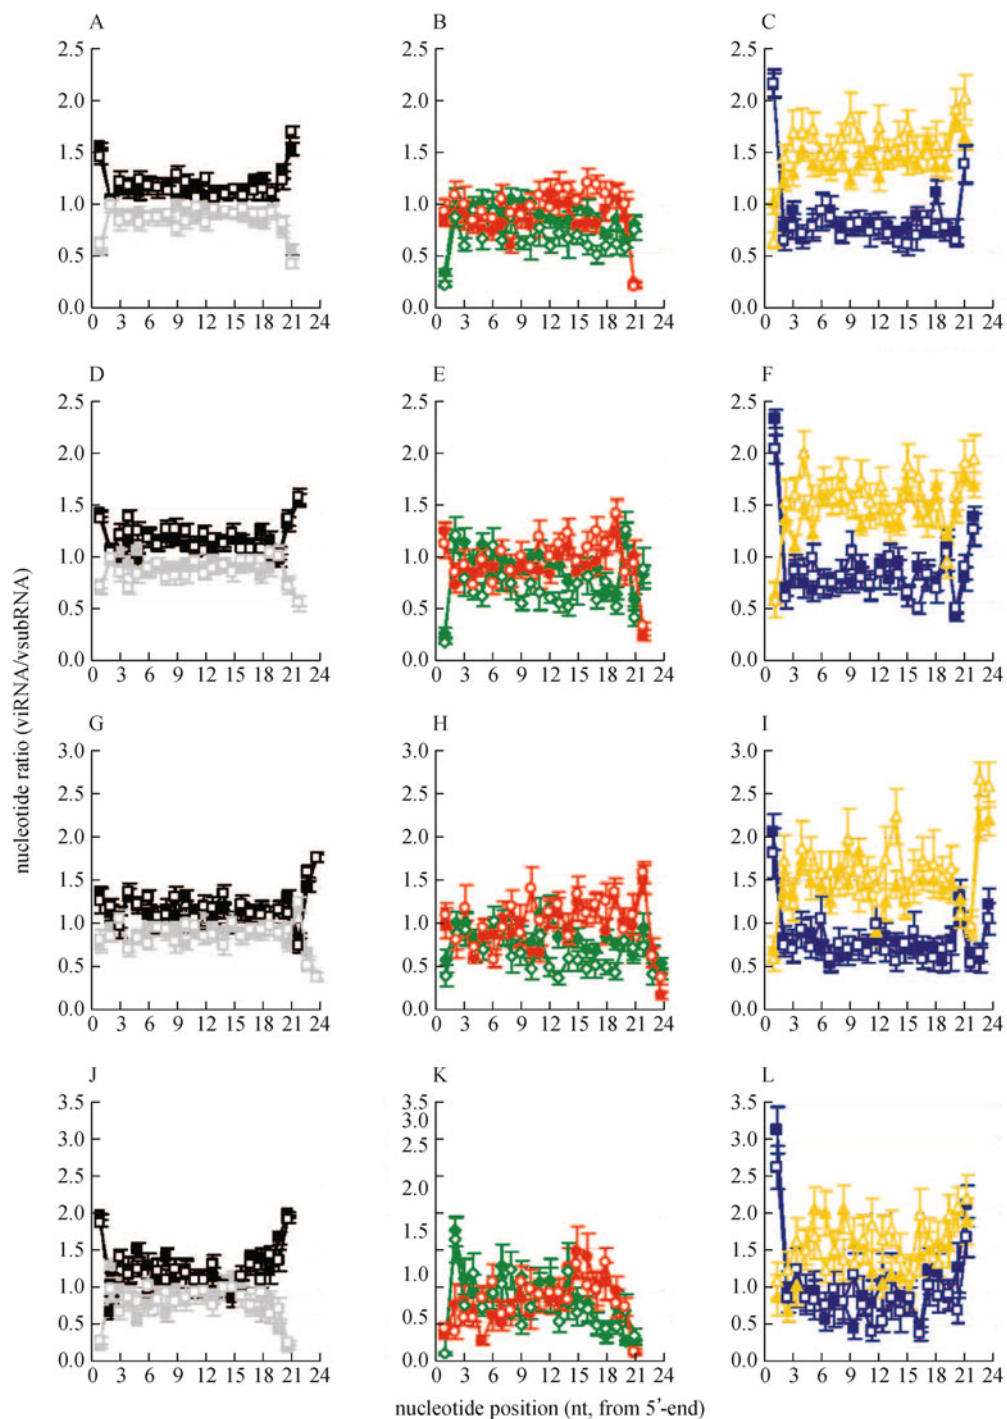 A B C
2.5 2.5 2.5
2.0 2.0 2.0
1.5 1.5 1.5
1.0 1.0 1.0
0.5 0.5 0.5
0.0 0.0 0.0
0 3 6 9 12 15 18 21 24 0 3 6 9 12 15 18 21 24 0 3 6 9 12 15 18 21 24
D E F
2.5 2.5 2.5
2.0 2.0 2.0
1.5 1.5 1.5
1.0 1.0 1.0
0.5 0.5 0.5
0.0 0.0 0.0
0 3 6 9 12 15 18 21 24 0 3 6 9 12 15 18 21 24 0 3 6 9 12 15 18 21 24
nucleotide ratio (viRNA/vsubRNA)
G H I
3.0 3.0 3.0
2.5 2.5 2.5
2.0 2.0 2.0
1.5 1.5 1.5
1.0 1.0 1.0
0.5 0.5 0.5
0.0 0.0 0.0
0 3 6 9 12 15 18 21 24 0 3 6 9 12 15 18 21 24 0 3 6 9 12 15 18 21 24
J K L
3.5 3.5 3.5
3.0 3.0 3.0
2.5 2.5 2.5
2.0 2.0 2.0
1.5 1.5 1.5
1.0 1.0 1.0
0.5 0.5 0.5
0.0 0.0 0.0
0 3 6 9 12 15 18 21 24 0 3 6 9 12 15 18 21 24 0 3 6 9 12 15 18 21 24
nucleotide position (nt, from 5'-end)